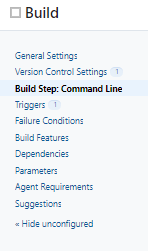 Build
General Settings
Version Control Settings 1
Build Step: Command Line
Triggers 1
Failure Conditions
Build Features
Dependencies
Parameters
Agent Requirements
Suggestions
« Hide unconfigured